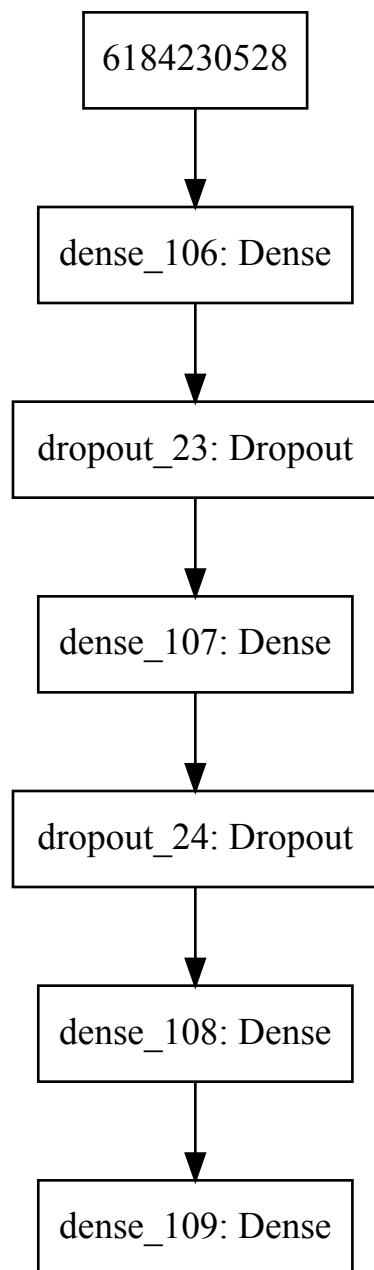 6184230528
dense_106: Dense
dropout_23: Dropout
dense_107: Dense
dropout_24: Dropout
dense_108: Dense
dense_109: Dense